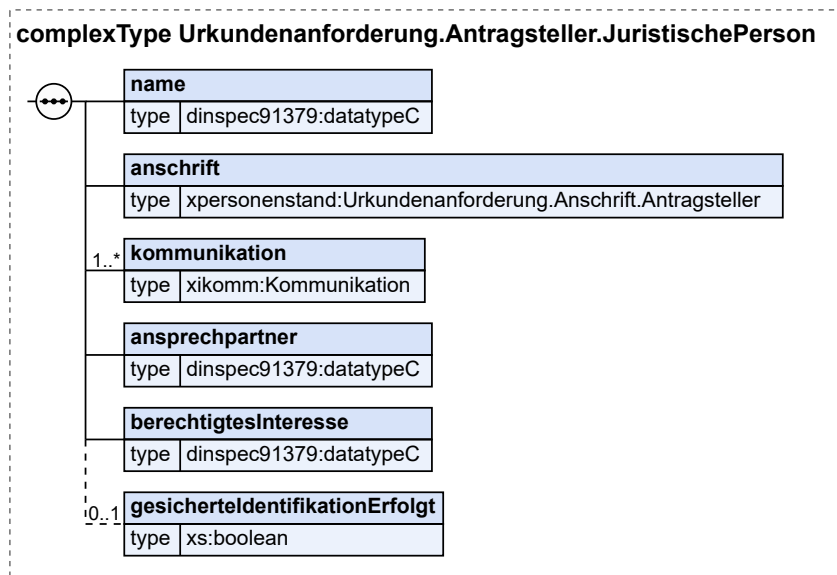 complexType Urkundenanforderung.Antragsteller.JuristischePerson
name
type dinspec91379:datatypeC
anschrift
type xpersonenstand:Urkundenanforderung.Anschrift.Antragsteller
1..* kommunikation
type xikomm:Kommunikation
ansprechpartner
type dinspec91379:datatypeC
berechtigtesInteresse
type dinspec91379:datatypeC
0..1 gesicherteIdentifikationErfolgt
type xs:boolean